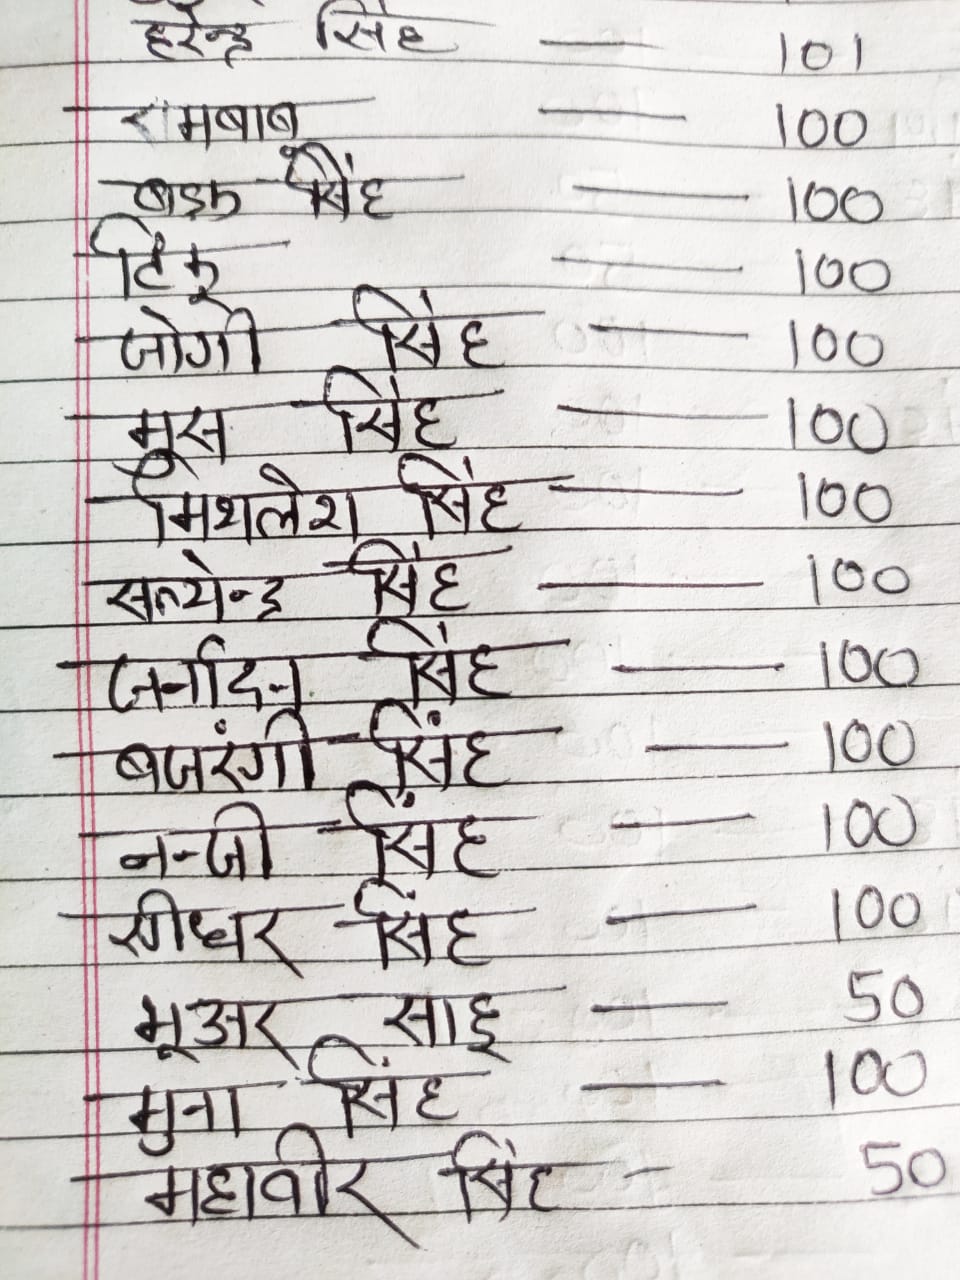 हरेन्द्र सिंह — 101
रामबाबू — 100
बड़क सिंह — 100
टिंकू — 100
जोगी सिंह — 100
मूस सिंह — 100
मिथलेश सिंह — 100
सत्येन्द्र सिंह — 100
जर्नादन सिंह — 100
बजरंगी सिंह — 100
नन्जी सिंह — 100
सीधर सिंह — 100
भूअर साह — 50
मुना सिंह — 100
महावीर सिंह - 50